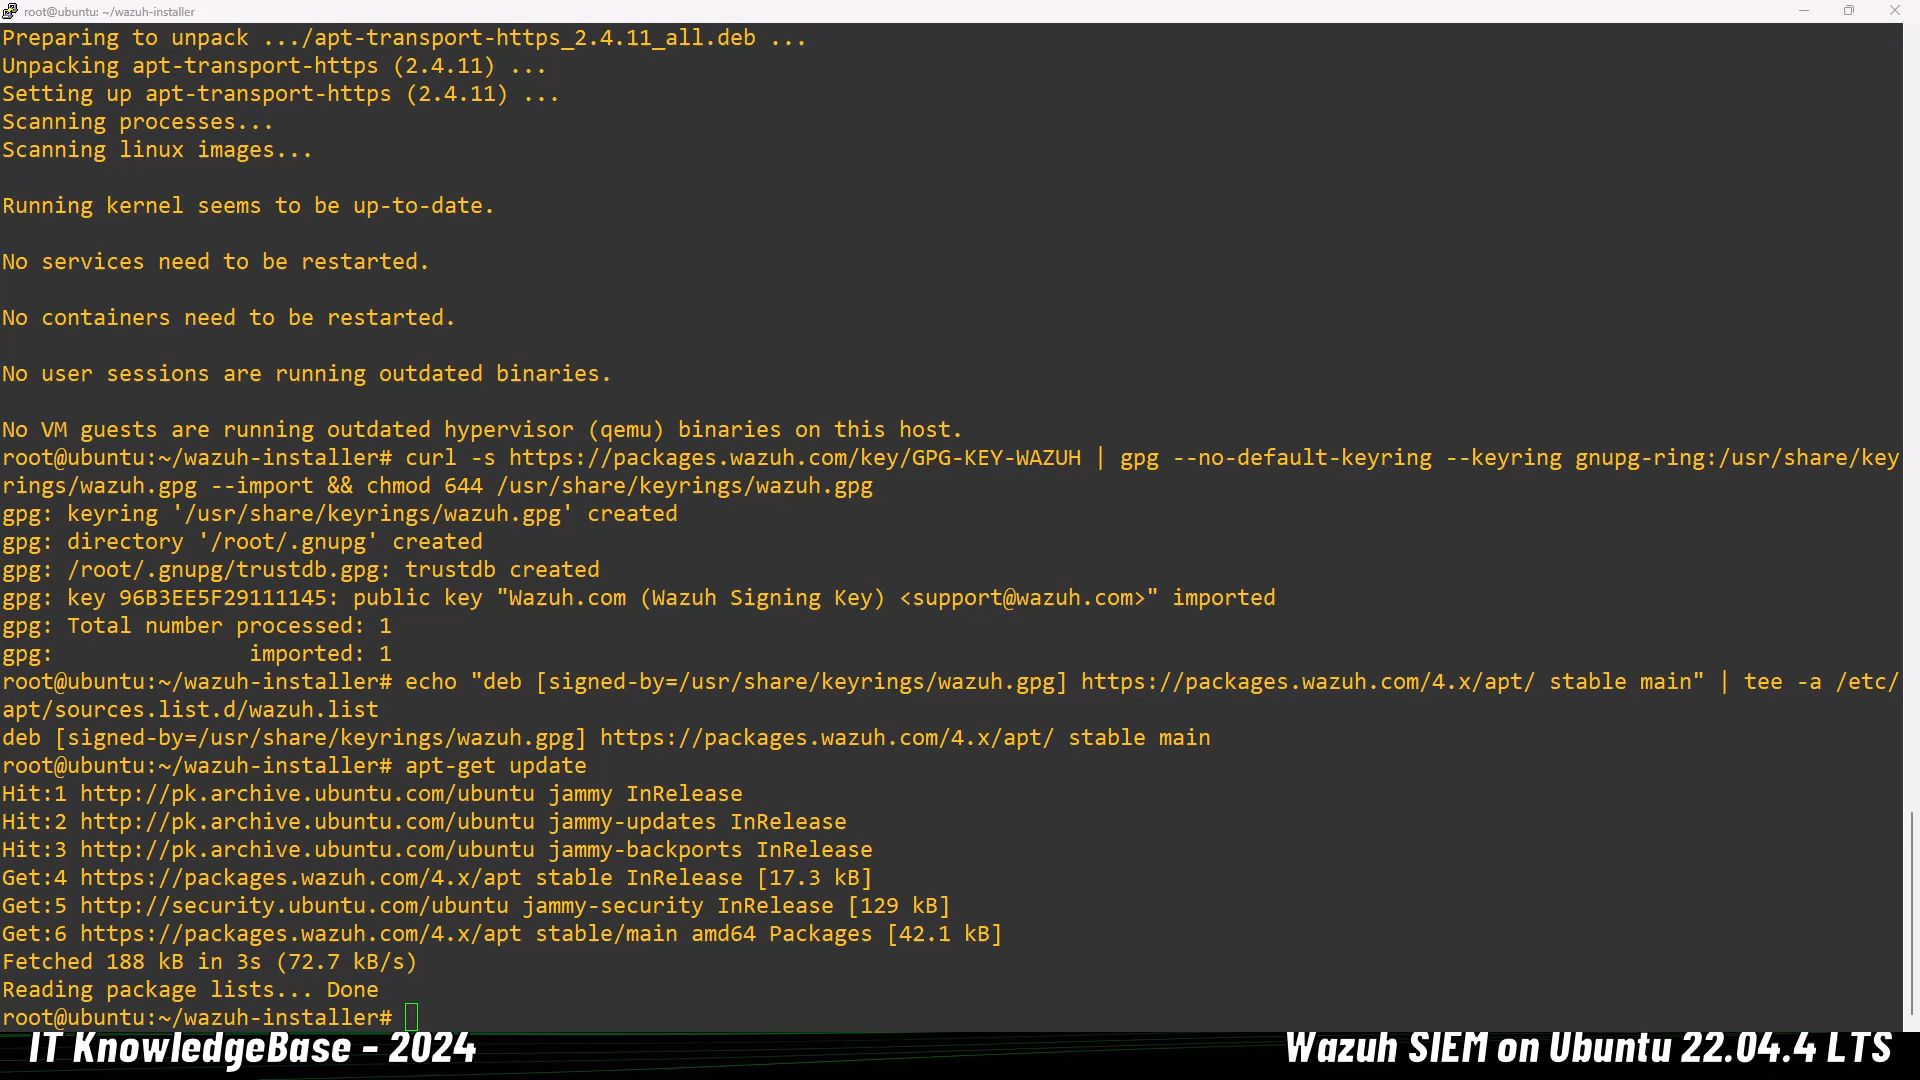 root@ubuntu: ~/wazuh-installer
Preparing to unpack .../apt-transport-https_2.4.11_all.deb ...
Unpacking apt-transport-https (2.4.11) ...
Setting up apt-transport-https (2.4.11) ...
Scanning processes...
Scanning linux images...
Running kernel seems to be up-to-date.
No services need to be restarted.
No containers need to be restarted.
No user sessions are running outdated binaries.
No VM guests are running outdated hypervisor (qemu) binaries on this host.
root@ubuntu:~/wazuh-installer# curl -s https://packages.wazuh.com/key/GPG-KEY-WAZUH | gpg --no-default-keyring --keyring gnupg-ring:/usr/share/key
rings/wazuh.gpg --import && chmod 644 /usr/share/keyrings/wazuh.gpg
gpg: keyring '/usr/share/keyrings/wazuh.gpg' created
gpg: directory '/root/.gnupg' created
gpg: /root/.gnupg/trustdb.gpg: trustdb created
gpg: key 96B3EE5F29111145: public key "Wazuh.com (Wazuh Signing Key) <support@wazuh.com>" imported
gpg: Total number processed: 1
gpg:               imported: 1
root@ubuntu:~/wazuh-installer# echo "deb [signed-by=/usr/share/keyrings/wazuh.gpg] https://packages.wazuh.com/4.x/apt/ stable main" | tee -a /etc/
apt/sources.list.d/wazuh.list
deb [signed-by=/usr/share/keyrings/wazuh.gpg] https://packages.wazuh.com/4.x/apt/ stable main
root@ubuntu:~/wazuh-installer# apt-get update
Hit:1 http://pk.archive.ubuntu.com/ubuntu jammy InRelease
Hit:2 http://pk.archive.ubuntu.com/ubuntu jammy-updates InRelease
Hit:3 http://pk.archive.ubuntu.com/ubuntu jammy-backports InRelease
Get:4 https://packages.wazuh.com/4.x/apt stable InRelease [17.3 kB]
Get:5 http://security.ubuntu.com/ubuntu jammy-security InRelease [129 kB]
Get:6 https://packages.wazuh.com/4.x/apt stable/main amd64 Packages [42.1 kB]
Fetched 188 kB in 3s (72.7 kB/s)
Reading package lists... Done
root@ubuntu:~/wazuh-installer#
IT KnowledgeBase - 2024
Wazuh SIEM on Ubuntu 22.04.4 LTS